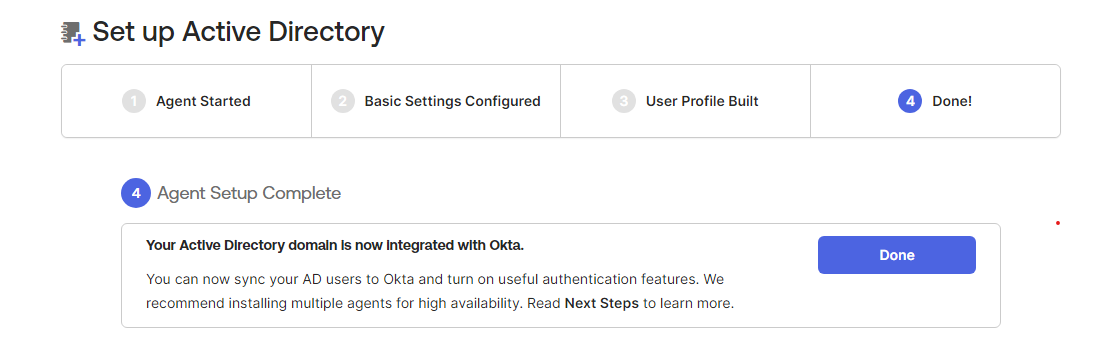 Set up Active Directory
1 Agent Started
2 Basic Settings Configured
3 User Profile Built
4 Done!
4 Agent Setup Complete
Your Active Directory domain is now integrated with Okta.
You can now sync your AD users to Okta and turn on useful authentication features. We
recommend installing multiple agents for high availability. Read Next Steps to learn more.
Done